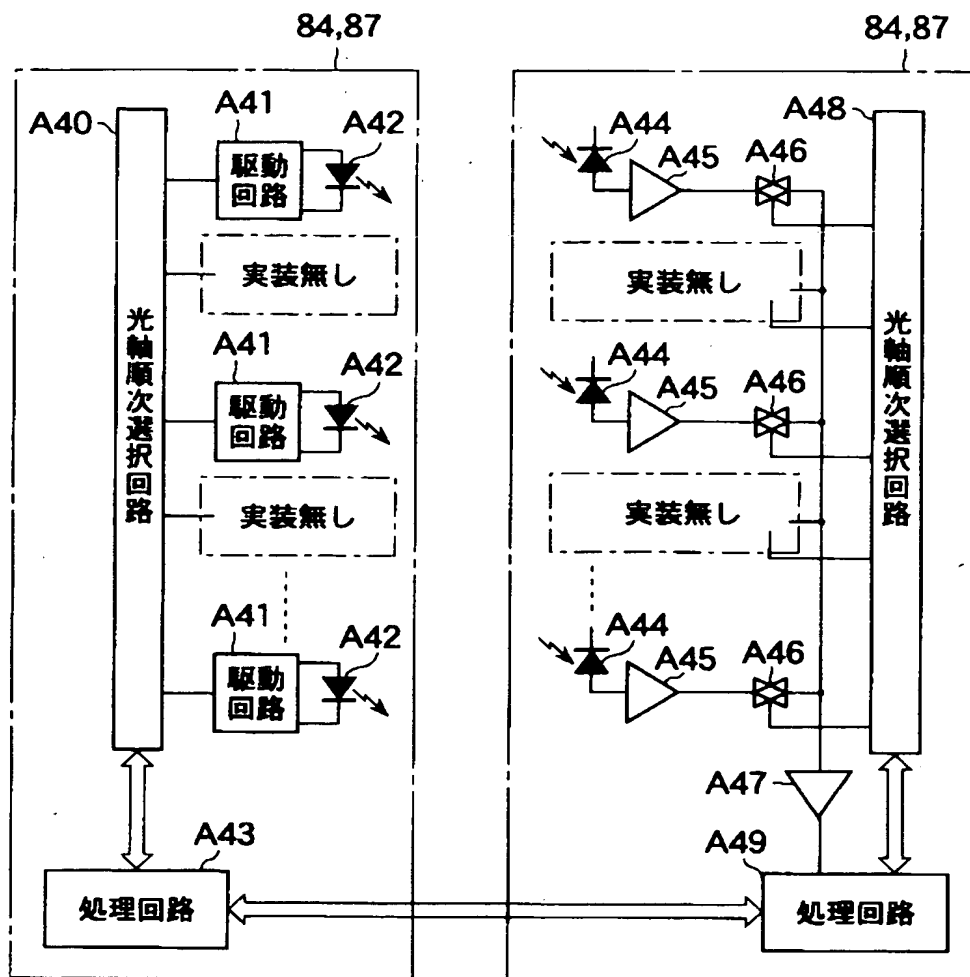 84,87
A40
A41
A42
駆動
回路
実装無し
光軸順次選択回路
A41
A42
駆動
回路
実装無し
A41
A42
駆動
回路
A43
処理回路
84,87
A44
A45
A46
A48
実装無し
光軸順次選択回路
A44
A45
A46
実装無し
A44
A45
A46
A47
A49
処理回路